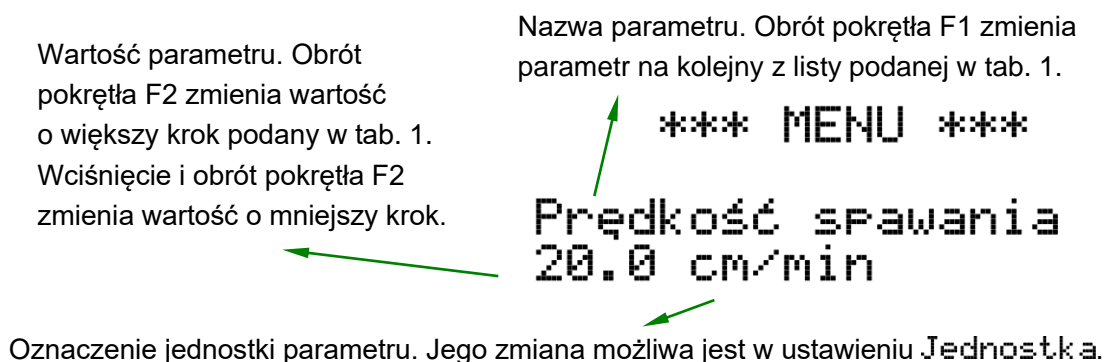 Wartość parametru. Obrót
pokrętła F2 zmienia wartość
o większy krok podany w tab. 1.
Wciśnięcie i obrót pokrętła F2
zmienia wartość o mniejszy krok.
Nazwa parametru. Obrót pokrętła F1 zmienia
parametr na kolejny z listy podanej w tab. 1.
*** MENU ***
Prędkość spawania
20.0 cm/min
Oznaczenie jednostki parametru. Jego zmiana możliwa jest w ustawieniu Jednostka